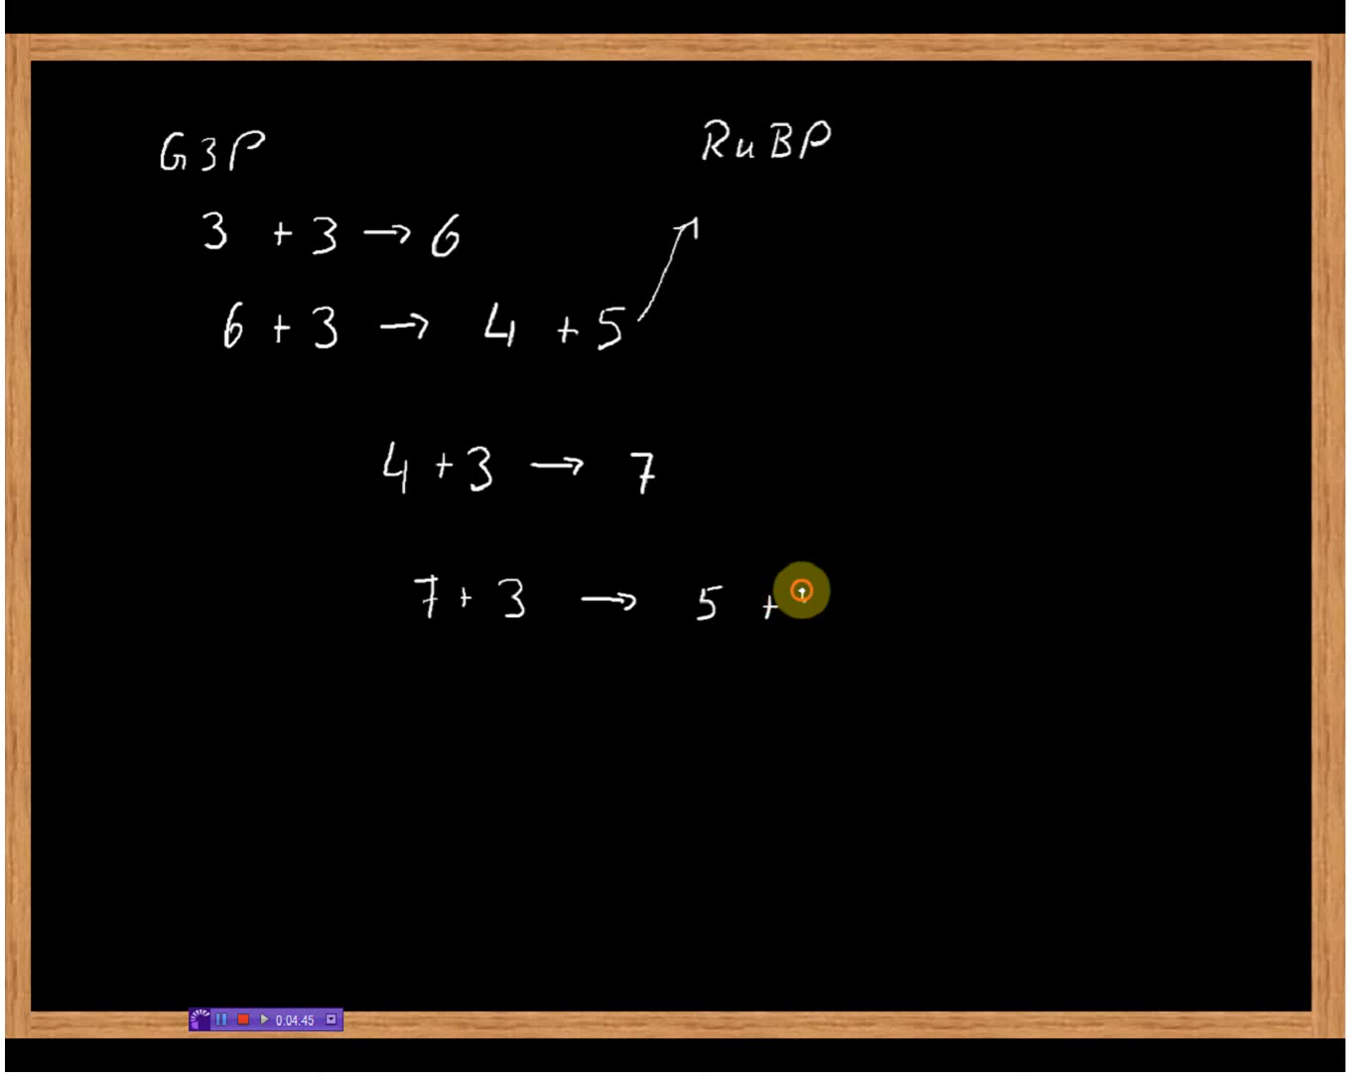 G3P
RuBP
3 + 3 → 6
6 + 3 → 4 + 5
4 + 3 → 7
7 + 3 → 5 +
0:04.45